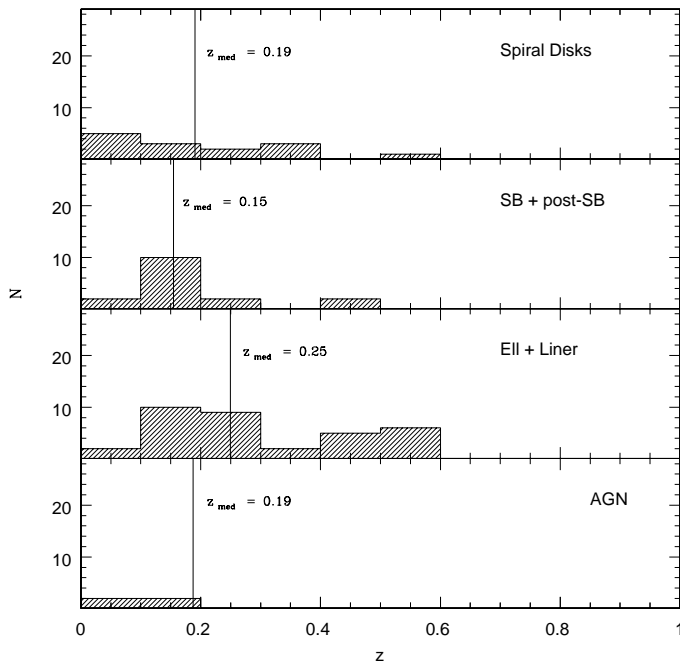 20
10
z med = 0.19
Spiral Disks
20
10
z med = 0.15
SB + post-SB
N
20
10
z med = 0.25
Ell + Liner
20
10
z med = 0.19
AGN
0 0.2 0.4 0.6 0.8 1
z